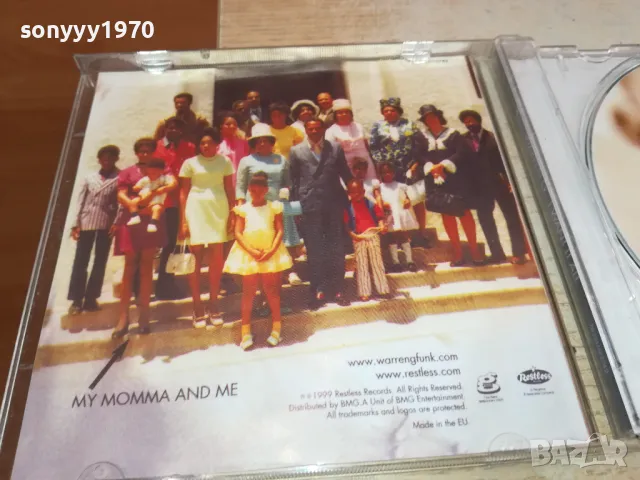 sonyyy1970
MY MOMMA AND ME
www.warrengfunk.com
www.restless.com
℗©1999 Restless Records. All Rights Reserved.
Distributed by BMG.A Unit of BMG Entertainment.
All trademarks and logos are protected.
Made in the EU.
Restless
bazar.bg